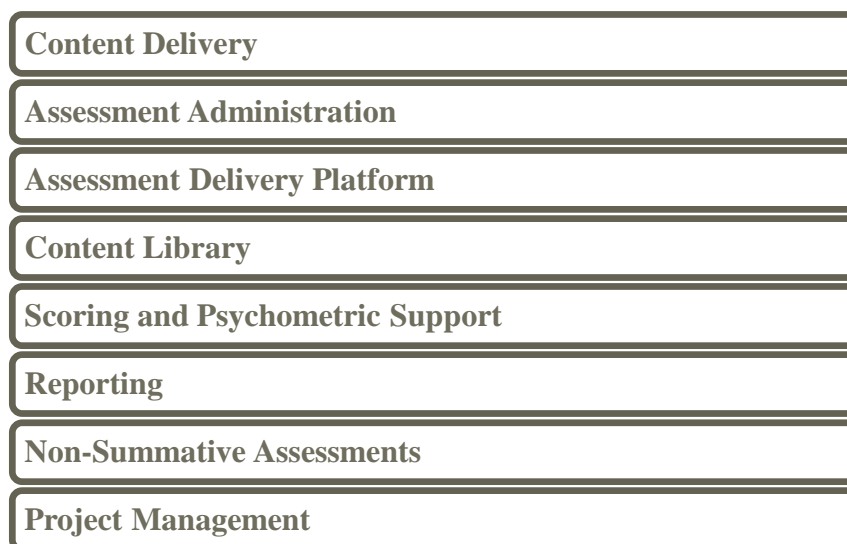 Content Delivery
Assessment Administration
Assessment Delivery Platform
Content Library
Scoring and Psychometric Support
Reporting
Non-Summative Assessments
Project Management